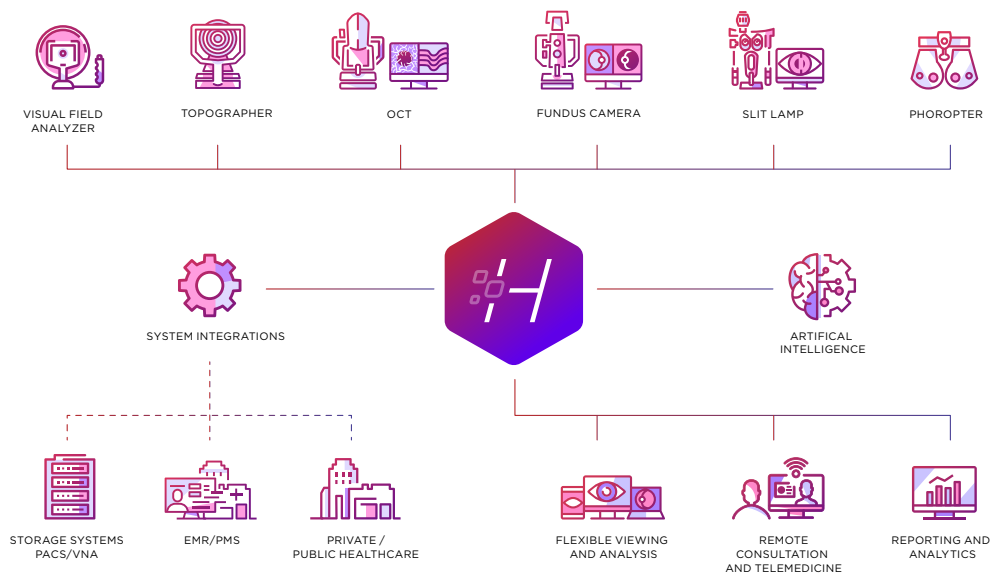 VISUAL FIELD
ANALYZER
TOPOGRAPHER
OCT
FUNDUS CAMERA
SLIT LAMP
PHOROPTER
H
SYSTEM INTEGRATIONS
ARTIFICAL
INTELLIGENCE
STORAGE SYSTEMS
PACS/VNA
EMR/PMS
PRIVATE /
PUBLIC HEALTHCARE
FLEXIBLE VIEWING
AND ANALYSIS
REMOTE
CONSULTATION
AND TELEMEDICINE
REPORTING AND
ANALYTICS